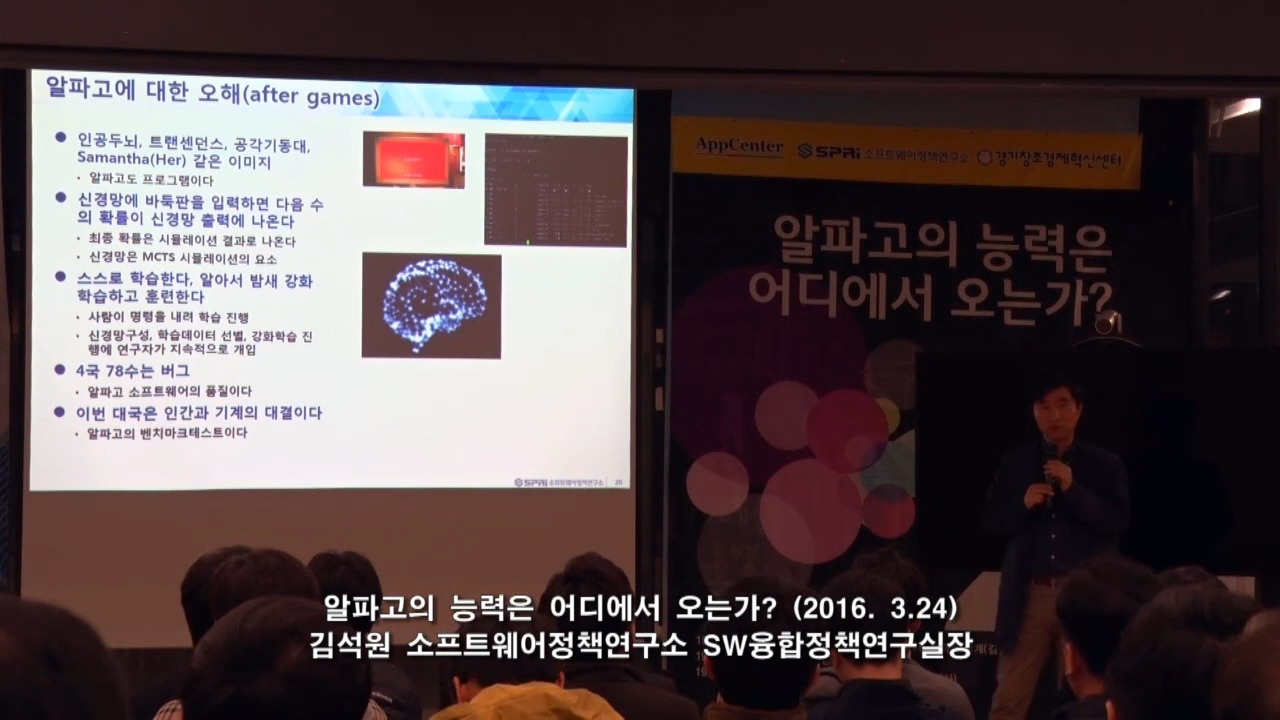 알파고에 대한 오해(after games)
● 인공두뇌, 트랜센던스, 공각기동대,
Samantha(Her) 같은 이미지
• 알파고도 프로그램이다
● 신경망에 바둑판을 입력하면 다음 수
의 확률이 신경망 출력에 나온다
• 최종 확률은 시뮬레이션 결과로 나온다
• 신경망은 MCTS 시뮬레이션의 요소
● 스스로 학습한다, 알아서 밤새 강화
학습하고 훈련한다
• 사람이 명령을 내려 학습 진행
• 신경망구성, 학습데이터 선별, 강화학습 진
행에 연구자가 지속적으로 개입
● 4국 78수는 버그
• 알파고 소프트웨어의 품질이다
● 이번 대국은 인간과 기계의 대결이다
• 알파고의 벤치마크테스트이다
SPRi 소프트웨어정책연구소 20
AppCenter SPRi 소프트웨어정책연구소 경기창조경제혁신센터
알파고의 능력은
어디에서 오는가?
알파고의 능력은 어디에서 오는가? (2016. 3.24)
김석원 소프트웨어정책연구소 SW융합정책연구실장